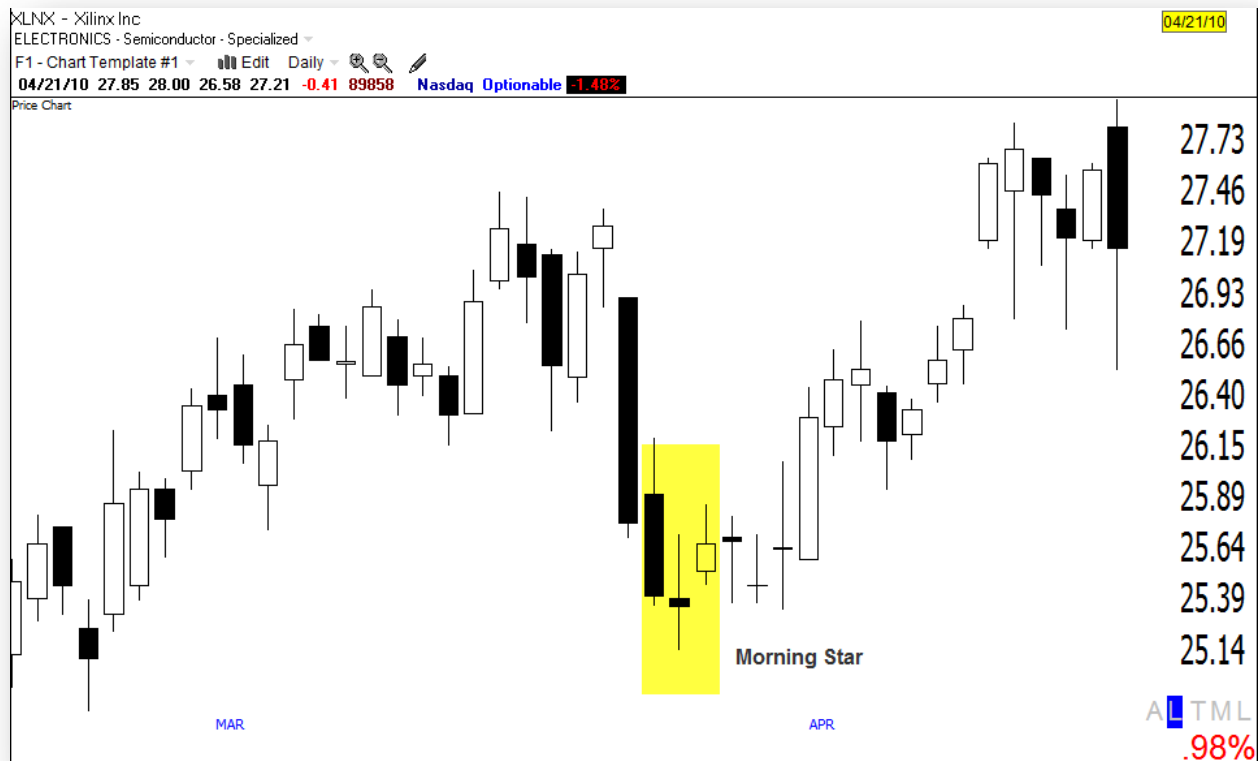 XLNX - Xilinx Inc
04/21/10
ELECTRONICS - Semiconductor - Specialized
F1 - Chart Template #1 Edit Daily
04/21/10 27.85 28.00 26.58 27.21 -0.41 89858 Nasdaq Optionable -1.48%
Price Chart
27.73
27.46
27.19
26.93
26.66
26.40
26.15
25.89
25.64
25.39
25.14
Morning Star
MAR
APR
A L T M L
.98%